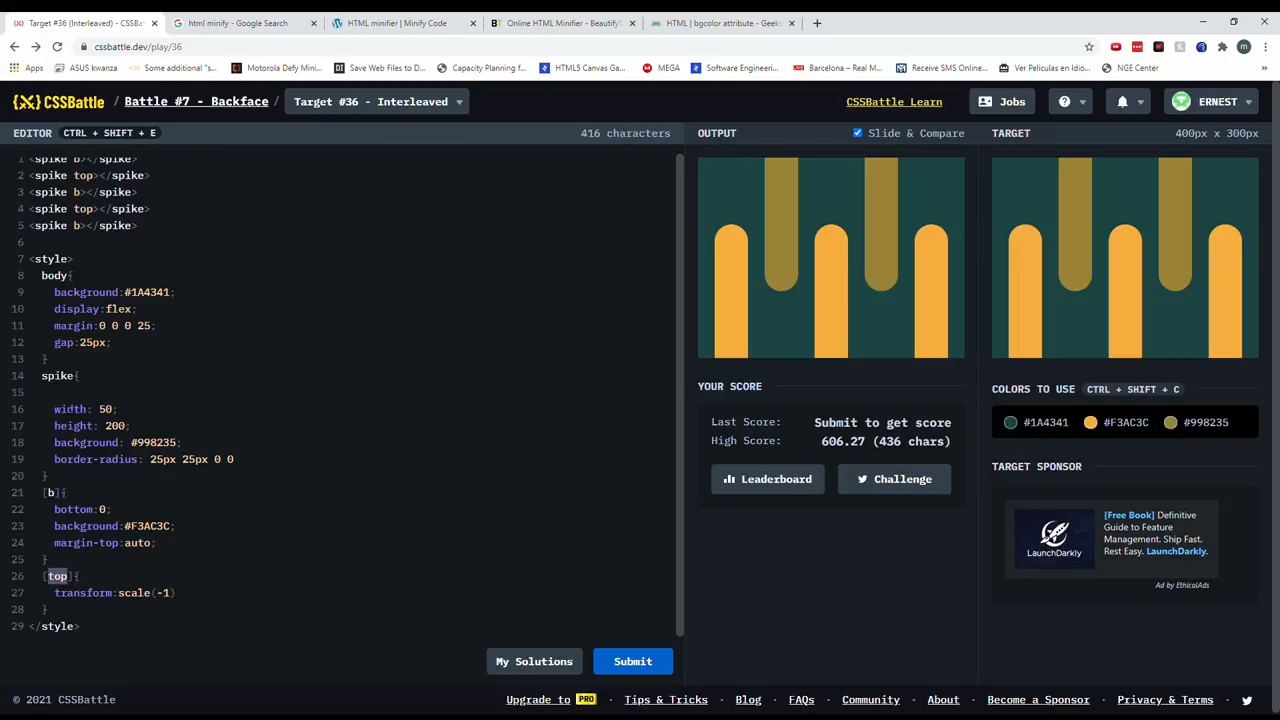 Target #36 (Interleaved) - CSSBa
html minify - Google Search
HTML minifier | Minify Code
Online HTML Minifier - BeautifyT
HTML | bgcolor attribute - Geeks
cssbattle.dev/play/36
Apps
ASUS kwanza
Some additional "s...
Motorola Defy Mini...
Save Web Files to D...
Capacity Planning f...
HTML5 Canvas Ga...
MEGA
Software Engineeri...
Barcelona – Real M...
Receive SMS Online...
Ver Peliculas en Idio...
NGE Center
CSSBATTLE / Battle #7 - Backface / Target #36 - Interleaved
CSSBattle Learn
Jobs
ERNEST
EDITOR CTRL + SHIFT + E 416 characters
OUTPUT Slide & Compare
TARGET 400px x 300px
1 <spike b></spike>
2 <spike top></spike>
3 <spike b></spike>
4 <spike top></spike>
5 <spike b></spike>
6
7 <style>
8 body{
9 background:#1A4341;
10 display:flex;
11 margin:0 0 0 25;
12 gap:25px;
13 }
14 spike{
15
16 width: 50;
17 height: 200;
18 background: #998235;
19 border-radius: 25px 25px 0 0
20 }
21 [b]{
22 bottom:0;
23 background:#F3AC3C;
24 margin-top:auto;
25 }
26 [top]{
27 transform:scale(-1)
28 }
29 </style>
My Solutions
Submit
YOUR SCORE
Last Score: Submit to get score
High Score: 606.27 (436 chars)
Leaderboard
Challenge
COLORS TO USE CTRL + SHIFT + C
#1A4341 #F3AC3C #998235
TARGET SPONSOR
LaunchDarkly
[Free Book] Definitive
Guide to Feature
Management. Ship Fast.
Rest Easy. LaunchDarkly.
Ad by EthicalAds
© 2021 CSSBattle
Upgrade to PRO · Tips & Tricks · Blog · FAQs · Community · About · Become a Sponsor · Privacy & Terms ·